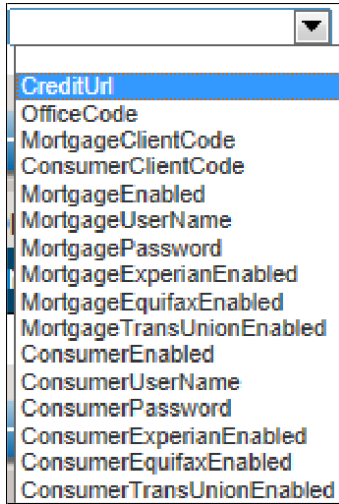 CreditUrl
OfficeCode
MortgageClientCode
ConsumerClientCode
MortgageEnabled
MortgageUserName
MortgagePassword
MortgageExperianEnabled
MortgageEquifaxEnabled
MortgageTransUnionEnabled
ConsumerEnabled
ConsumerUserName
ConsumerPassword
ConsumerExperianEnabled
ConsumerEquifaxEnabled
ConsumerTransUnionEnabled